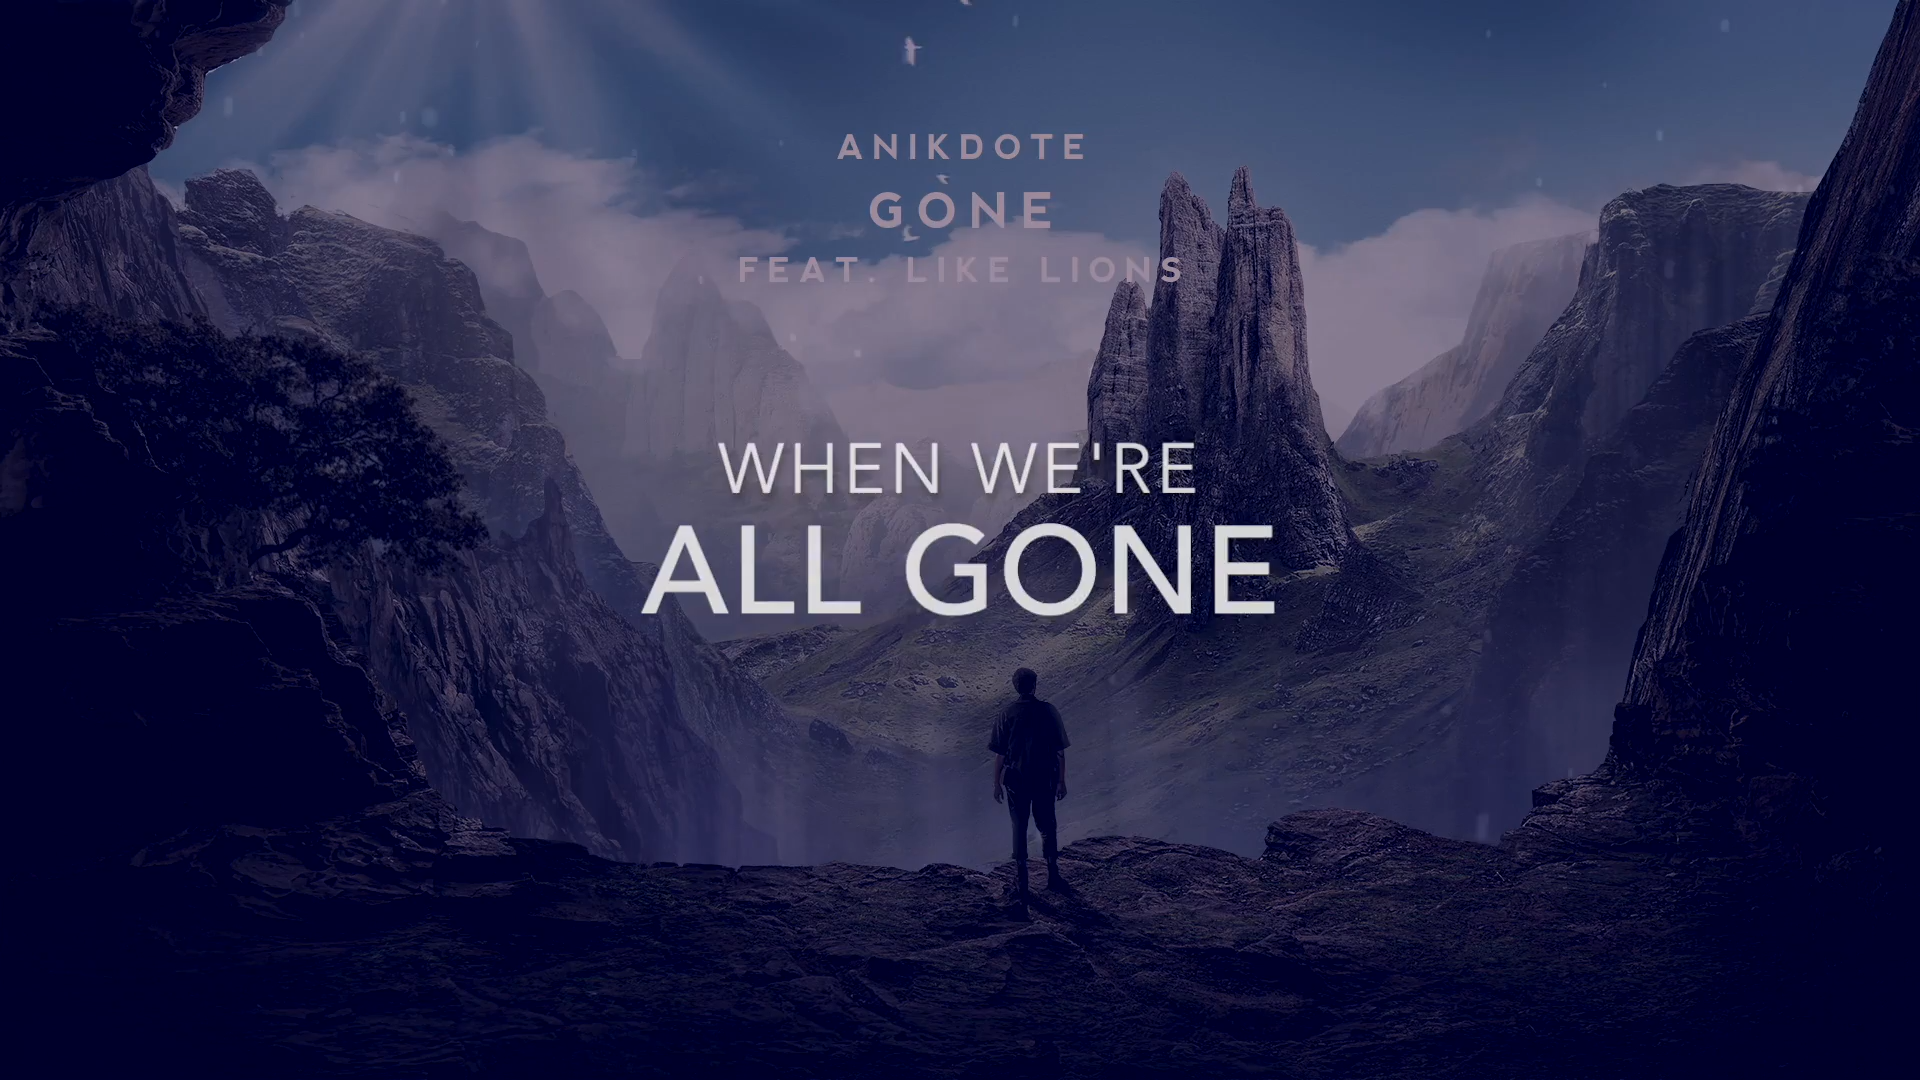 ANIKDOTE
GONE
FEAT. LIKE LIONS
WHEN WE'RE
ALL GONE